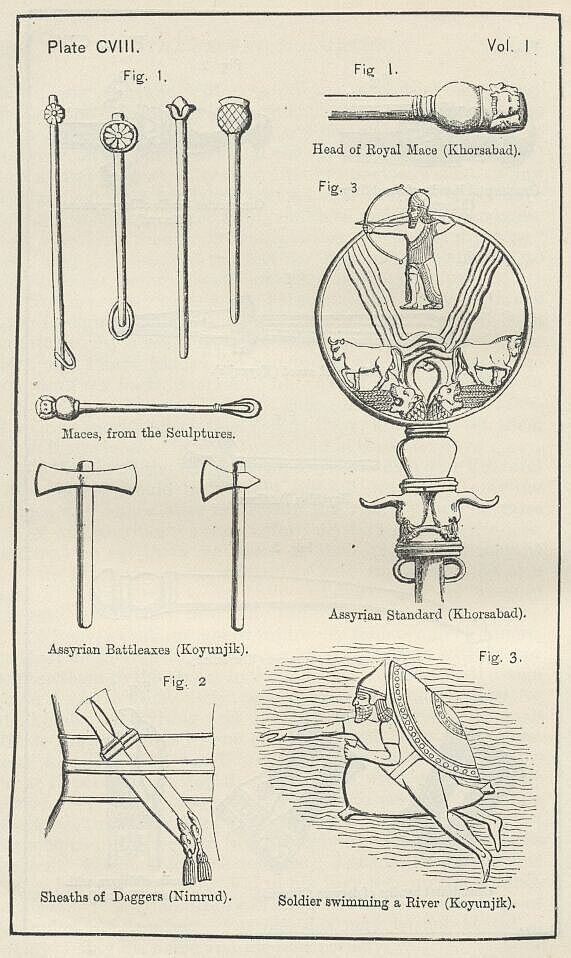 Plate CVIII.
Vol. 1
Fig. 1.
Fig 1.
Head of Royal Mace (Khorsabad).
Fig. 3
Maces, from the Sculptures.
Assyrian Standard (Khorsabad).
Assyrian Battleaxes (Koyunjik).
Fig. 2
Fig. 3.
Sheaths of Daggers (Nimrud).
Soldier swimming a River (Koyunjik).